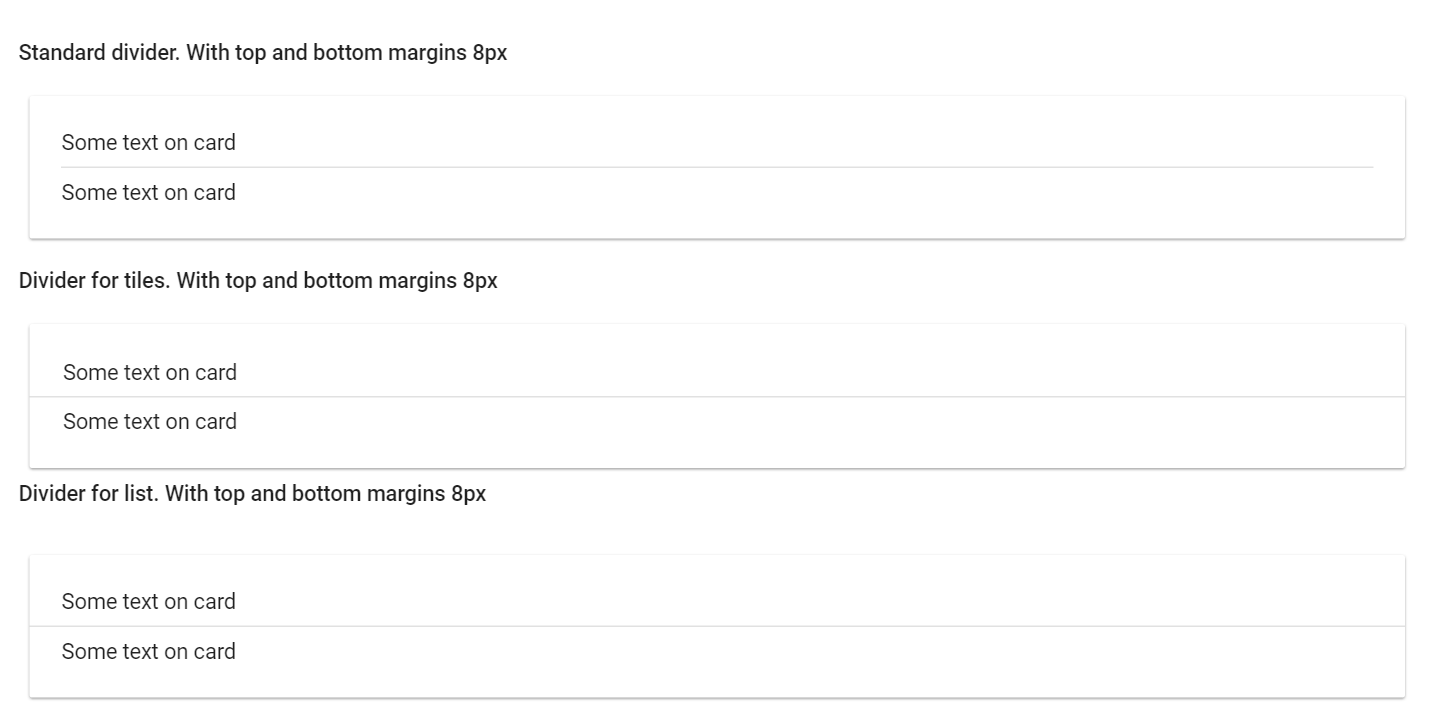 Standard divider. With top and bottom margins 8px
Some text on card
Some text on card
Divider for tiles. With top and bottom margins 8px
Some text on card
Some text on card
Divider for list. With top and bottom margins 8px
Some text on card
Some text on card